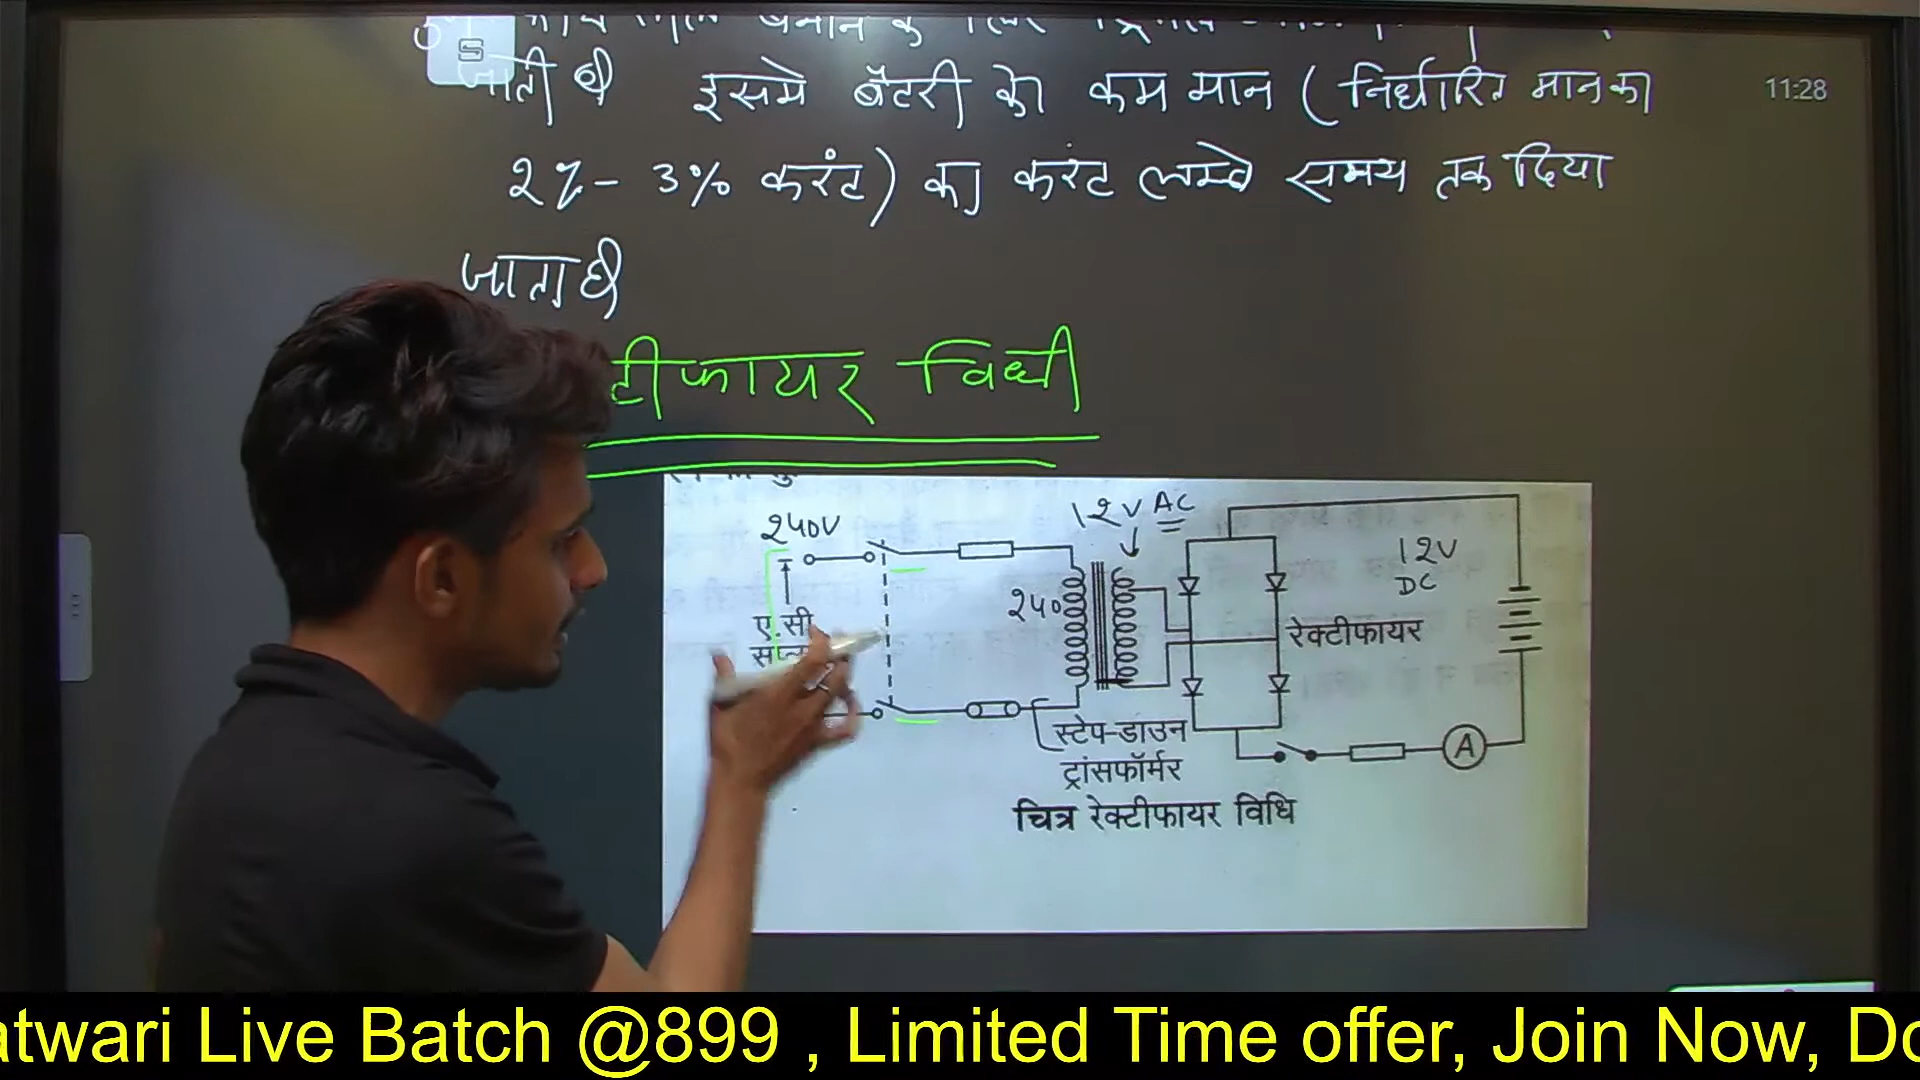 जाती है इसमे बैटरी को कम मान ( निर्धारित मान का
11:28
2% - 3% करंट) का करंट लम्बे समय तक दिया
जाता है
टीफायर विधी
240V
12V AC
12V
DC
240
ए.सी.
रेक्टीफायर
स्टेप-डाउन
ट्रांसफॉर्मर
A
चित्र रेक्टीफायर विधि
atwari Live Batch @899 , Limited Time offer, Join Now, Do